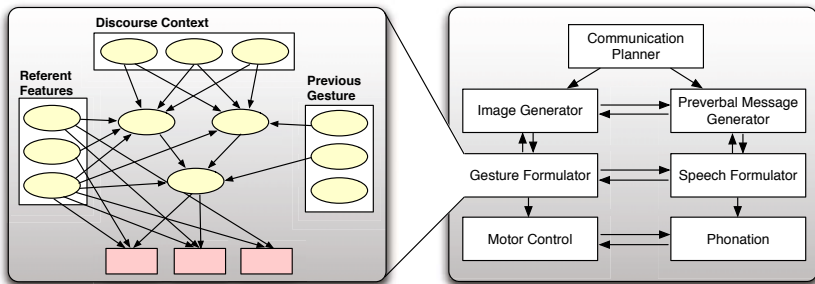 Discourse Context
Referent
Features
Previous
Gesture
Communication
Planner
Image Generator
Preverbal Message
Generator
Gesture Formulator
Speech Formulator
Motor Control
Phonation